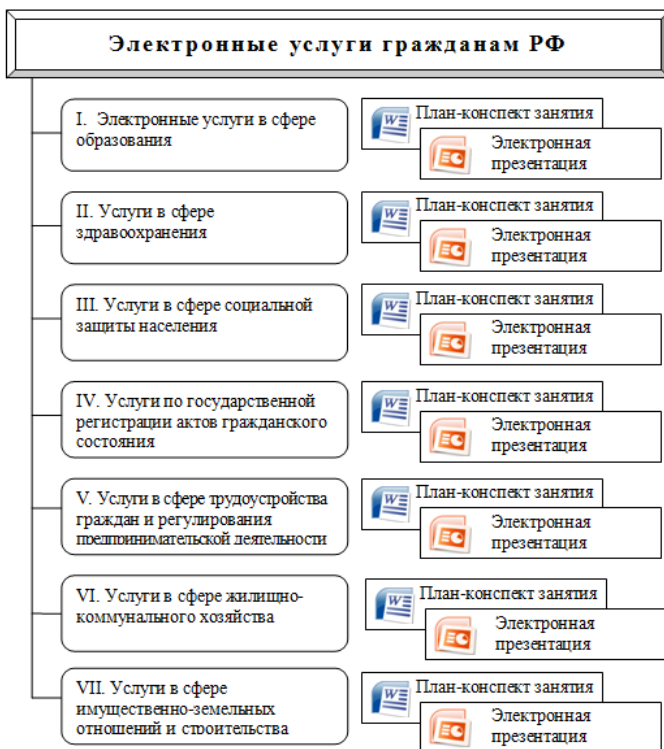 Электронные услуги гражданам РФ
I. Электронные услуги в сфере
образования
План-конспект занятия
Электронная
презентация
II. Услуги в сфере
здравоохранения
План-конспект занятия
Электронная
презентация
III. Услуги в сфере социальной
защиты населения
План-конспект занятия
Электронная
презентация
IV. Услуги по государственной
регистрации актов гражданского
состояния
План-конспект занятия
Электронная
презентация
V. Услуги в сфере трудоустройства
граждан и регулирования
предпринимательской деятельности
План-конспект занятия
Электронная
презентация
VI. Услуги в сфере жилищно-
коммунального хозяйства
План-конспект занятия
Электронная
презентация
VII. Услуги в сфере
имущественно-земельных
отношений и строительства
План-конспект занятия
Электронная
презентация